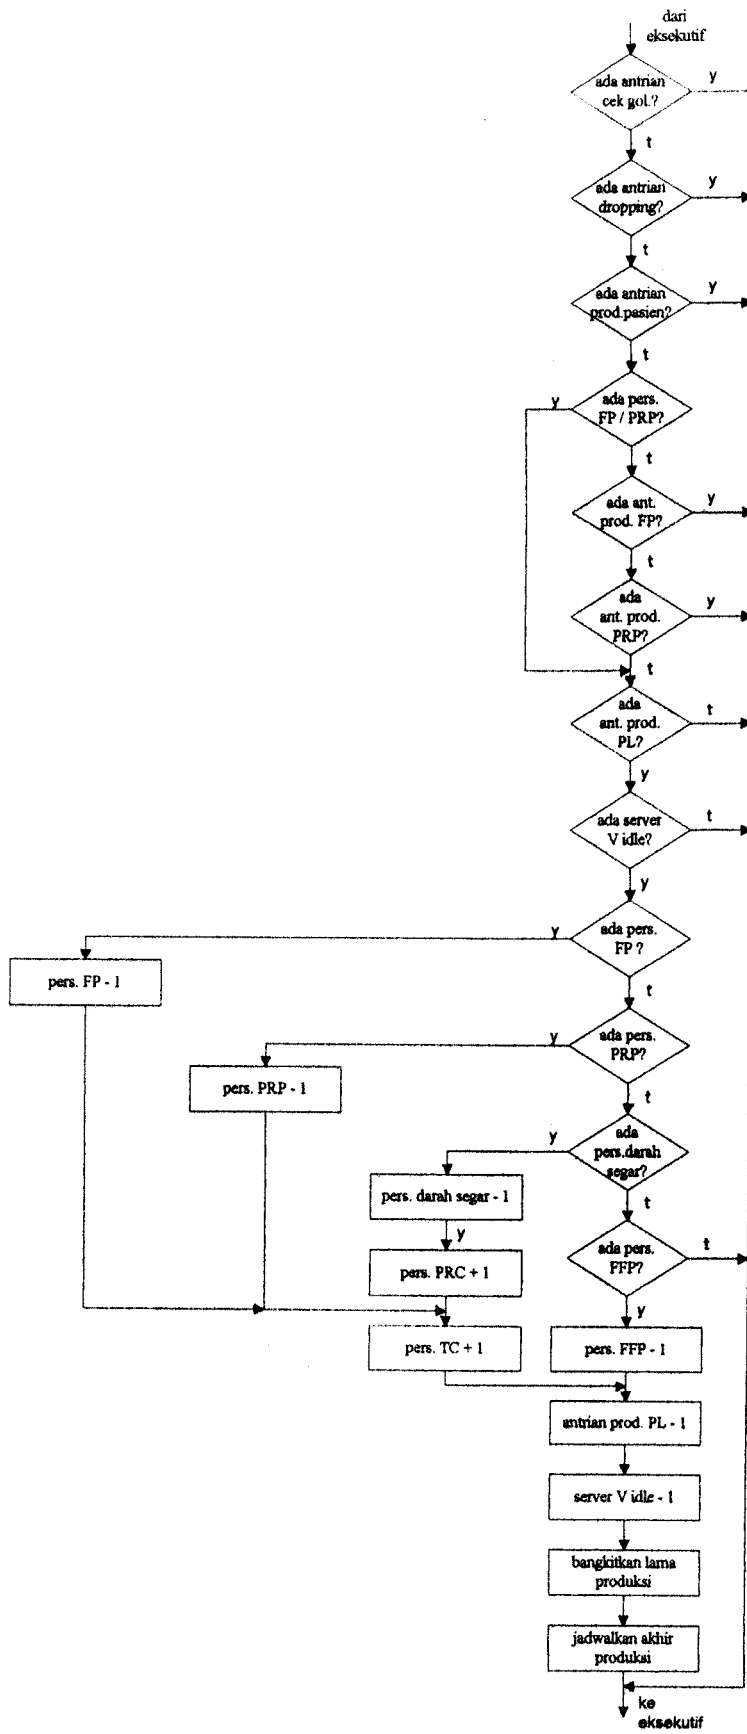 dari
eksekutif
ada antrian
cek gol.?
y
t
ada antrian
dropping?
y
t
ada antrian
prod.pasien?
y
t
ada pers.
FP / PRP?
y
t
ada ant.
prod. FP?
y
t
ada
ant. prod.
PRP?
y
t
ada
ant. prod.
PL?
t
y
ada server
V idle?
t
y
ada pers.
FP ?
y
t
pers. FP - 1
ada pers.
PRP?
y
t
pers. PRP - 1
ada
pers.darah
segar?
y
t
pers. darah segar - 1
y
ada pers.
FFP?
t
y
pers. PRC + 1
pers. TC + 1
pers. FFP - 1
antrian prod. PL - 1
server V idle - 1
bangkitkan lama
produksi
jadwalkan akhir
produksi
ke
eksekutif